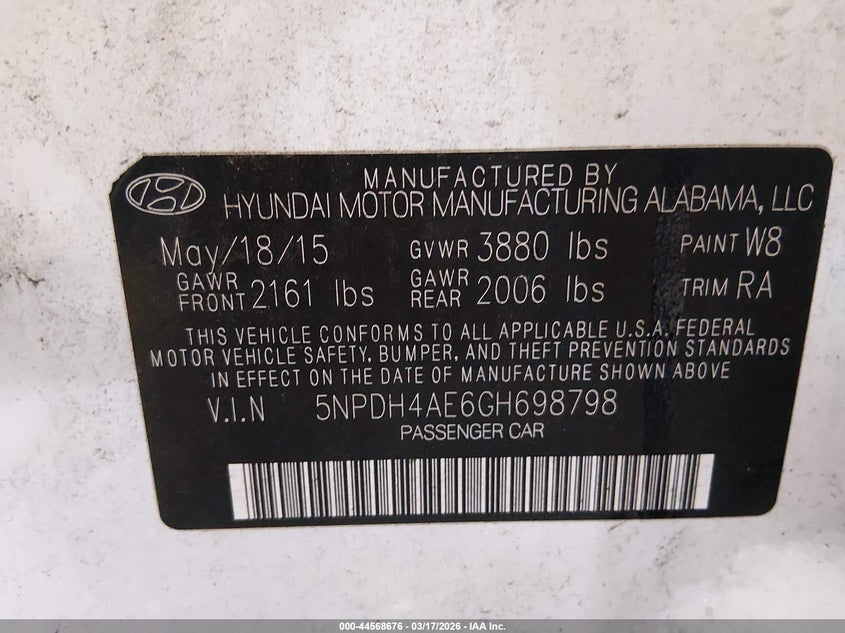 MANUFACTURED BY
HYUNDAI MOTOR MANUFACTURING ALABAMA, LLC
May/18/15 GVWR 3880 lbs PAINT W8
GAWR FRONT 2161 lbs GAWR REAR 2006 lbs TRIM RA
THIS VEHICLE CONFORMS TO ALL APPLICABLE U.S.A. FEDERAL
MOTOR VEHICLE SAFETY, BUMPER, AND THEFT PREVENTION STANDARDS
IN EFFECT ON THE DATE OF MANUFACTURE SHOWN ABOVE.
V.I.N 5NPDH4AE6GH698798
PASSENGER CAR
000-44568676 - 03/17/2026 - IAA Inc.